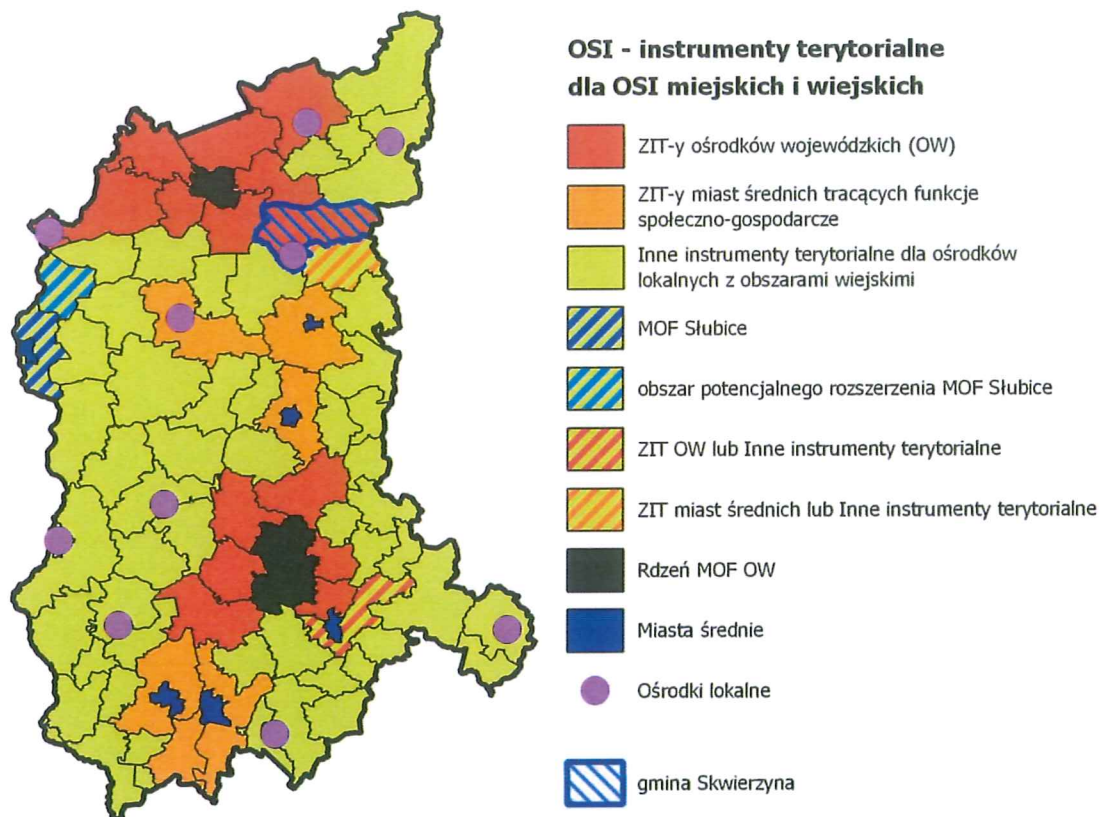 OSI - instrumenty terytorialne
dla OSI miejskich i wiejskich
ZIT-y ośrodków wojewódzkich (OW)
ZIT-y miast średnich tracących funkcje
społeczno-gospodarcze
Inne instrumenty terytorialne dla ośrodków
lokalnych z obszarami wiejskimi
MOF Słubice
obszar potencjalnego rozszerzenia MOF Słubice
ZIT OW lub Inne instrumenty terytorialne
ZIT miast średnich lub Inne instrumenty terytorialne
Rdzeń MOF OW
Miasta średnie
Ośrodki lokalne
gmina Skwierzyna